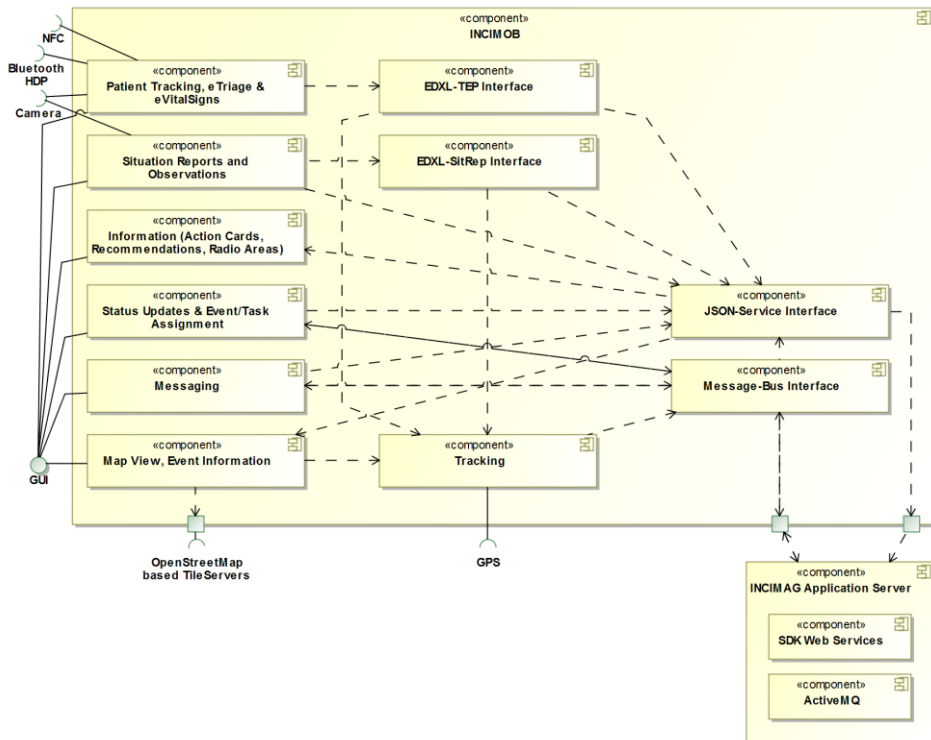 «component»
INCIMOB
NFC
Bluetooth
HDP
Camera
«component»
Patient Tracking, eTriage &
eVitalSigns
«component»
EDXL-TEP Interface
«component»
Situation Reports and
Observations
«component»
EDXL-SitRep Interface
«component»
Information (Action Cards,
Recommendations, Radio Areas)
«component»
Status Updates & Event/Task
Assignment
«component»
JSON-Service Interface
«component»
Messaging
«component»
Message-Bus Interface
«component»
Map View, Event Information
«component»
Tracking
GUI
OpenStreetMap
based TileServers
GPS
«component»
INCIMAG Application Server
«component»
SDK Web Services
«component»
ActiveMQ